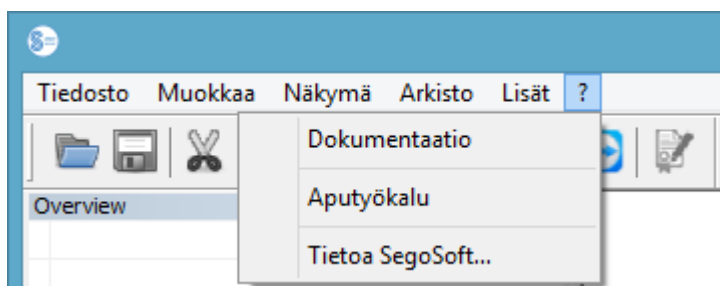 Tiedosto Muokkaa Näkymä Arkisto Lisät ?
Dokumentaatio
Overview
Aputyökalu
Tietoa SegoSoft...